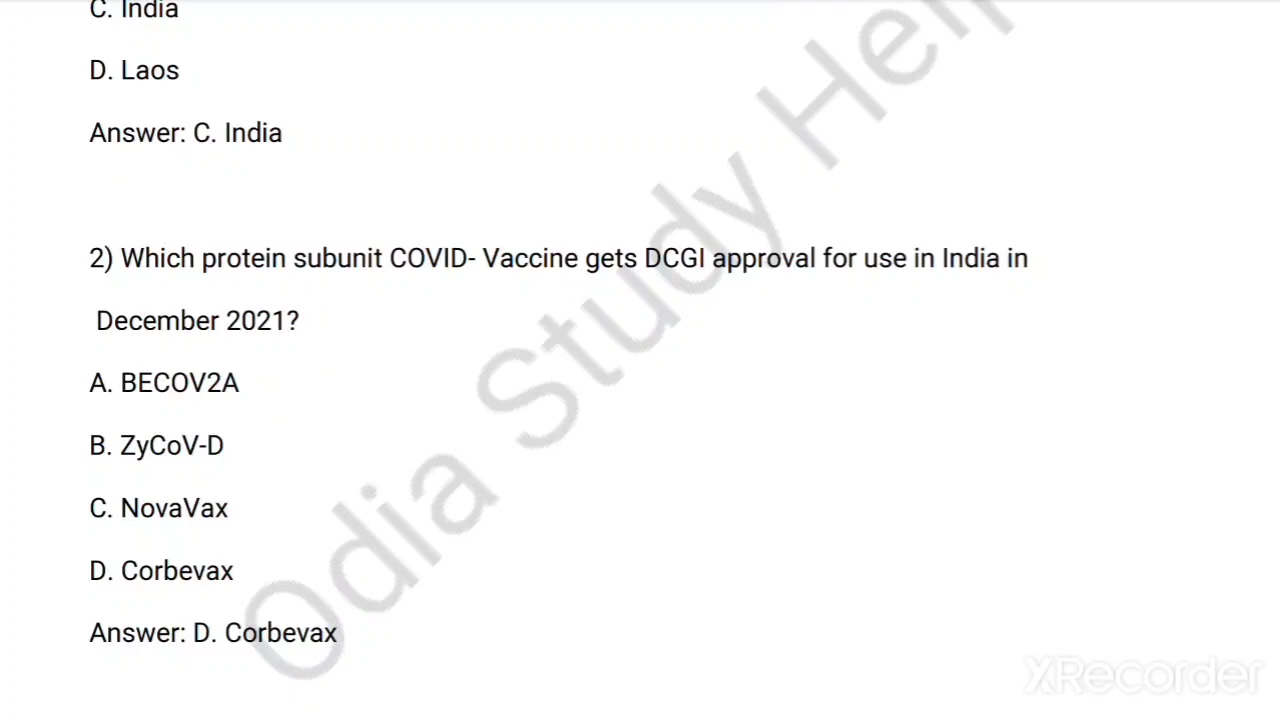 C. India
D. Laos
Answer: C. India
2) Which protein subunit COVID- Vaccine gets DCGI approval for use in India in
December 2021?
A. BECOV2A
B. ZyCoV-D
C. NovaVax
D. Corbevax
Answer: D. Corbevax
Odia Study Help
XRecorder